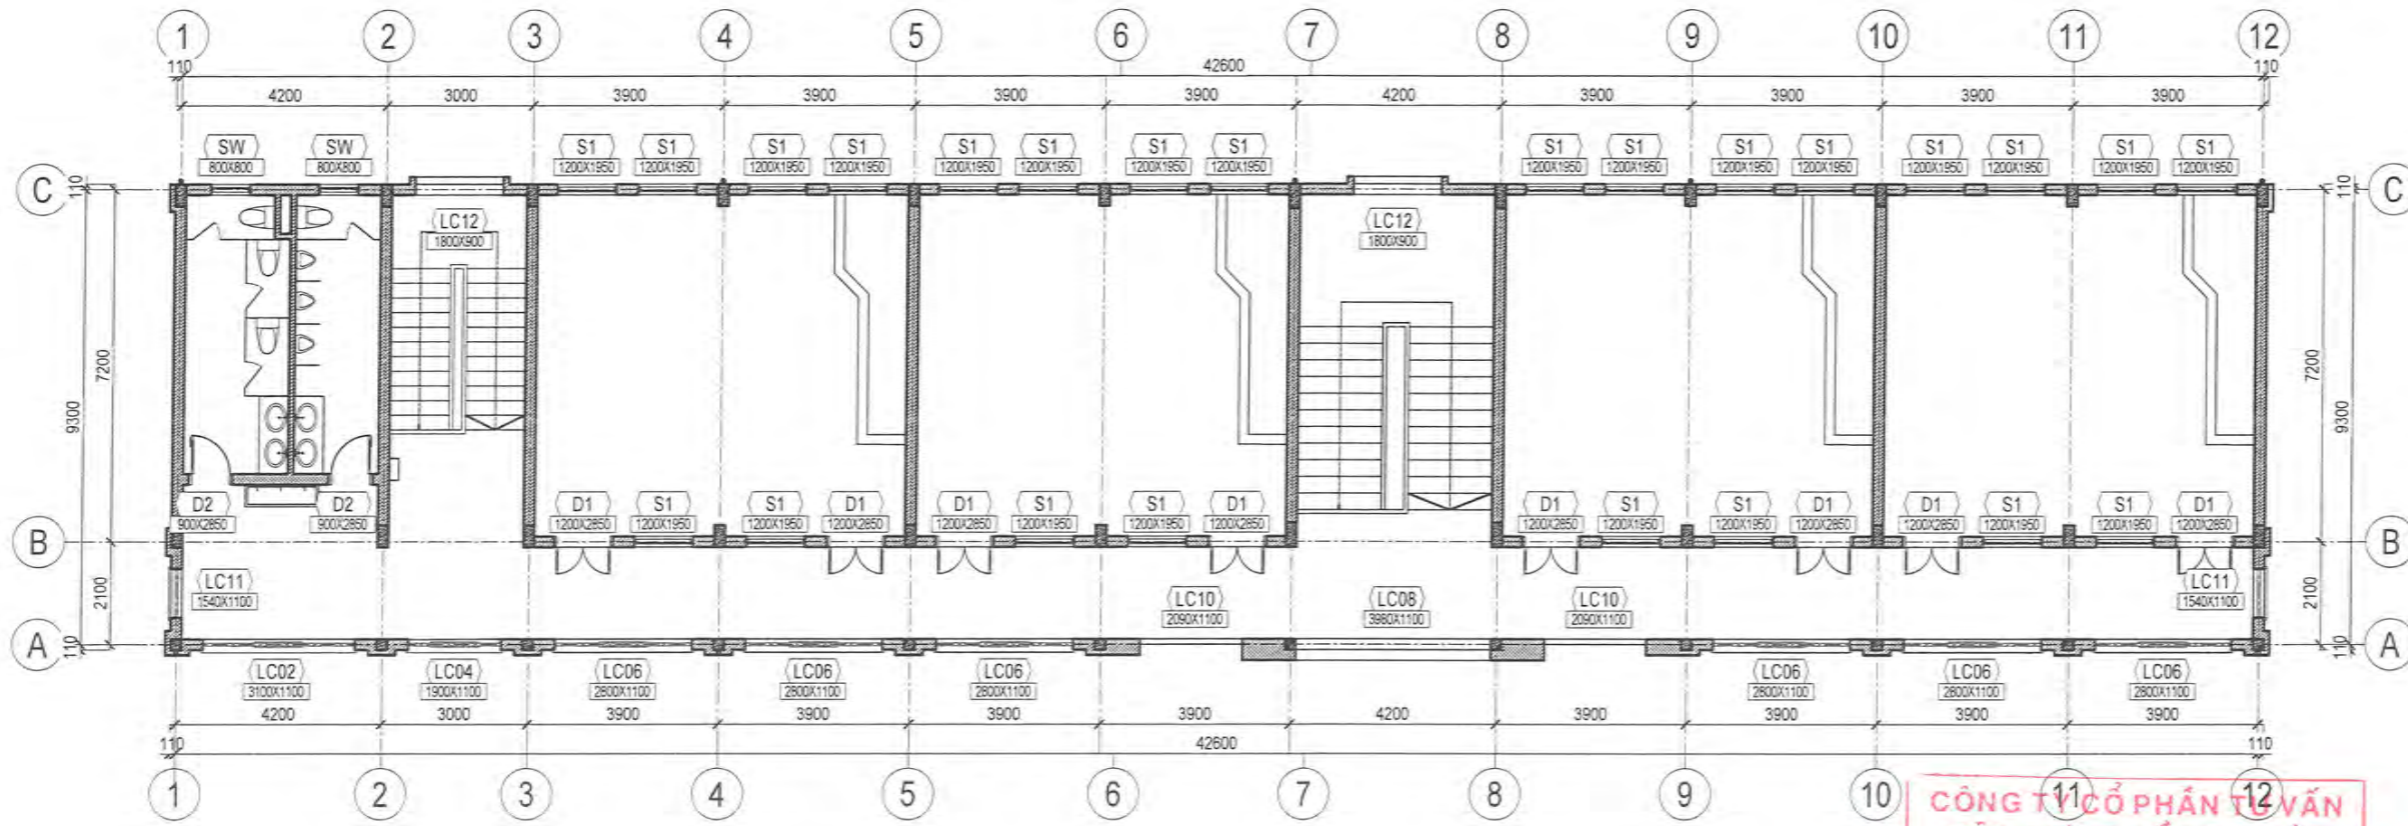 1 2 3 4 5 6 7 8 9 10 11 12
110 42600 110
4200 3000 3900 3900 3900 3900 4200 3900 3900 3900 3900
SW SW S1 S1 S1 S1 S1 S1 S1 S1 S1 S1 S1 S1 S1 S1 S1 S1
800X800 800X800 1200X1950 1200X1950 1200X1950 1200X1950 1200X1950 1200X1950 1200X1950 1200X1950 1200X1950 1200X1950 1200X1950 1200X1950 1200X1950 1200X1950 1200X1950 1200X1950
C 110 110 C
LC12 LC12
1800X900 1800X900
7200 7200
9300 9300
D2 D2 D1 S1 S1 D1 D1 S1 S1 D1 D1 S1 S1 D1 D1 S1 S1 D1
900X2850 900X2850 1200X2850 1200X1950 1200X1950 1200X2850 1200X2850 1200X1950 1200X1950 1200X2850 1200X2850 1200X1950 1200X1950 1200X2850 1200X2850 1200X1950 1200X1950 1200X2850
B B
2100 LC11 LC10 LC08 LC10 LC11 2100
1540X1100 2090X1100 3980X1100 2090X1100 1540X1100
A 110 110 A
LC02 LC04 LC06 LC06 LC06 LC06 LC06 LC06
3100X1100 1900X1100 2800X1100 2800X1100 2800X1100 2800X1100 2800X1100 2800X1100
4200 3000 3900 3900 3900 3900 4200 3900 3900 3900 3900
110 42600 110
1 2 3 4 5 6 7 8 9 10 11 12
CÔNG TY CỔ PHẦN TƯ VẤN